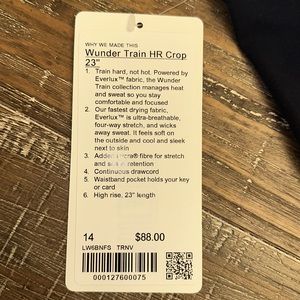 WHY WE MADE THIS
Wunder Train HR Crop
23"
1. Train hard, not hot. Powered by
Everlux™ fabric, the Wunder
Train collection manages heat
and sweat so you stay
comfortable and focused
2. Our fastest drying fabric,
Everlux™ is ultra-breathable,
four-way stretch, and wicks
away sweat. It feels soft on
the outside and cool and sleek
next to skin
3. Added Lycra® fibre for stretch
and shape retention
4. Continuous drawcord
5. Waistband pocket holds your key
or card
6. High rise, 23" length
14 $88.00
LW6BNFS TRNV
000127600075